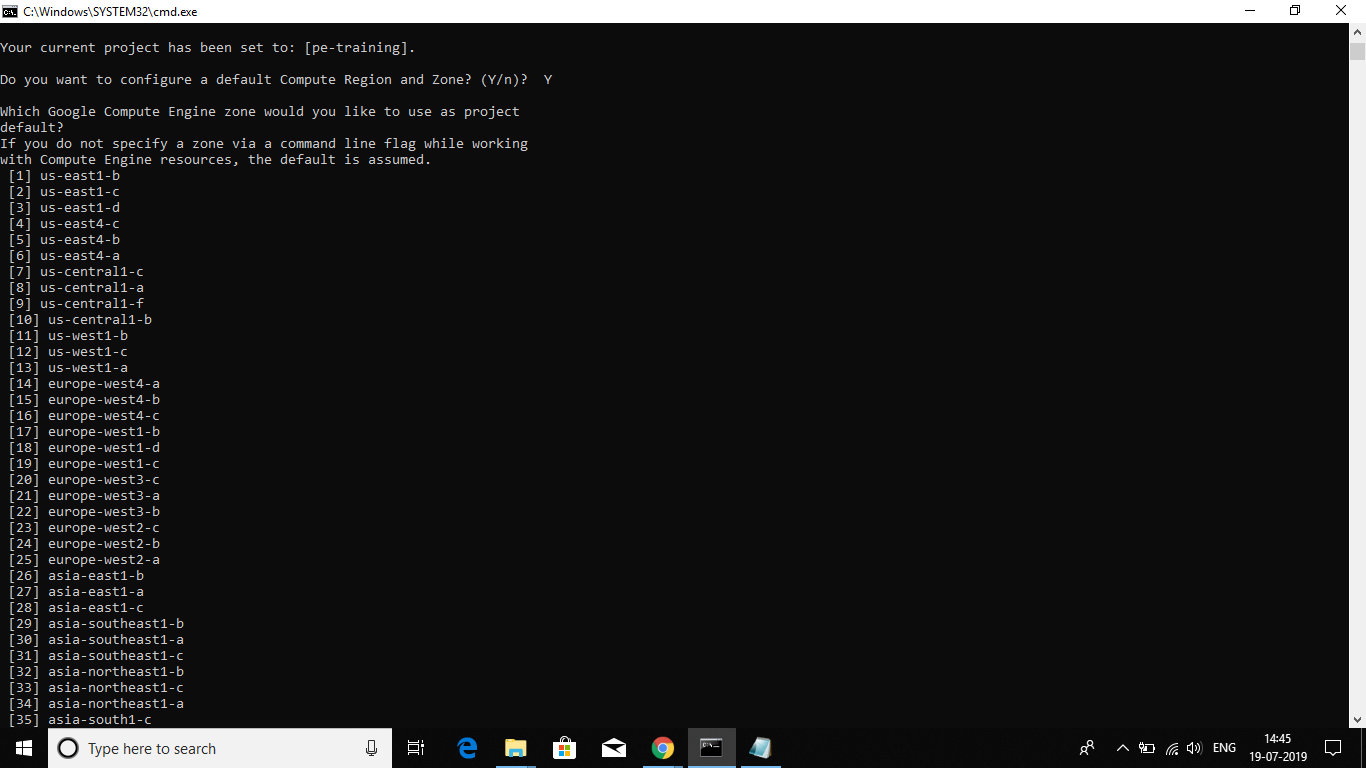 C:\Windows\SYSTEM32\cmd.exe
Your current project has been set to: [pe-training].
Do you want to configure a default Compute Region and Zone? (Y/n)?  Y
Which Google Compute Engine zone would you like to use as project
default?
If you do not specify a zone via a command line flag while working
with Compute Engine resources, the default is assumed.
[1] us-east1-b
[2] us-east1-c
[3] us-east1-d
[4] us-east4-c
[5] us-east4-b
[6] us-east4-a
[7] us-central1-c
[8] us-central1-a
[9] us-central1-f
[10] us-central1-b
[11] us-west1-b
[12] us-west1-c
[13] us-west1-a
[14] europe-west4-a
[15] europe-west4-b
[16] europe-west4-c
[17] europe-west1-b
[18] europe-west1-d
[19] europe-west1-c
[20] europe-west3-c
[21] europe-west3-a
[22] europe-west3-b
[23] europe-west2-c
[24] europe-west2-b
[25] europe-west2-a
[26] asia-east1-b
[27] asia-east1-a
[28] asia-east1-c
[29] asia-southeast1-b
[30] asia-southeast1-a
[31] asia-southeast1-c
[32] asia-northeast1-b
[33] asia-northeast1-c
[34] asia-northeast1-a
[35] asia-south1-c
Type here to search
ENG
14:45
19-07-2019